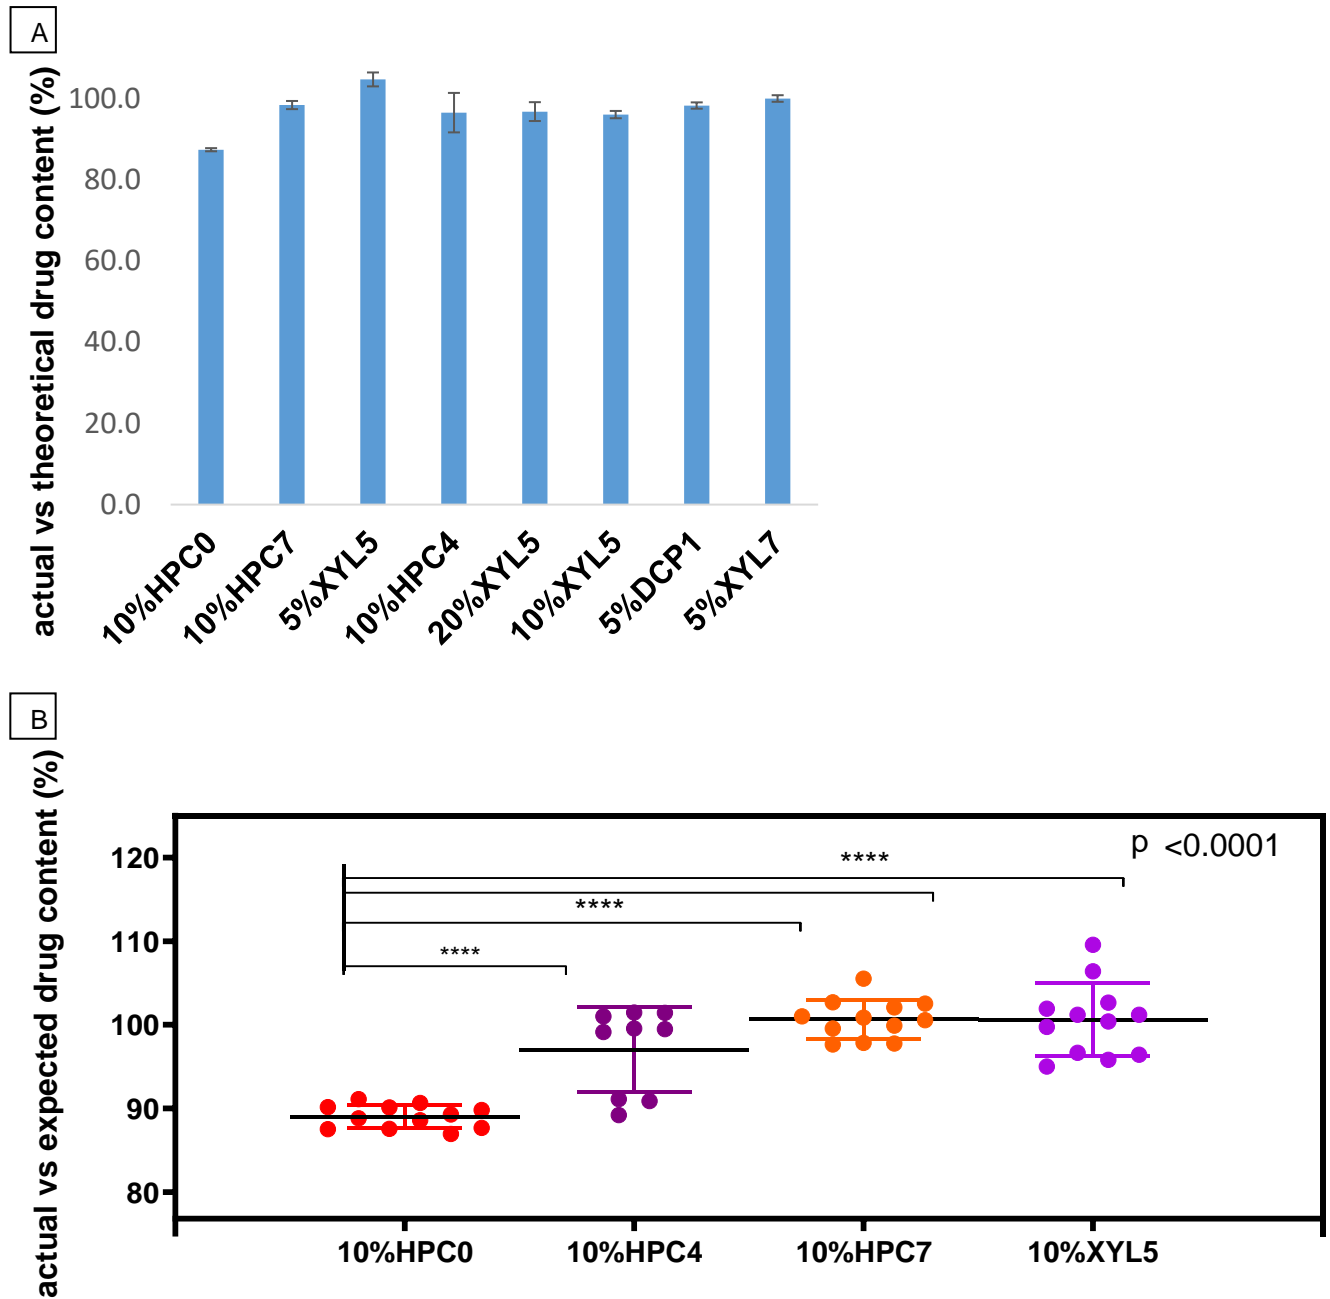 A
actual vs theoretical drug content (%)
100.0
80.0
60.0
40.0
20.0
0.0
10%HPC0
10%HPC7
5%XYL5
10%HPC4
20%XYL5
10%XYL5
5%DCP1
5%XYL7
B
actual vs expected drug content (%)
p <0.0001
120
110
100
90
80
****
****
****
10%HPC0
10%HPC4
10%HPC7
10%XYL5